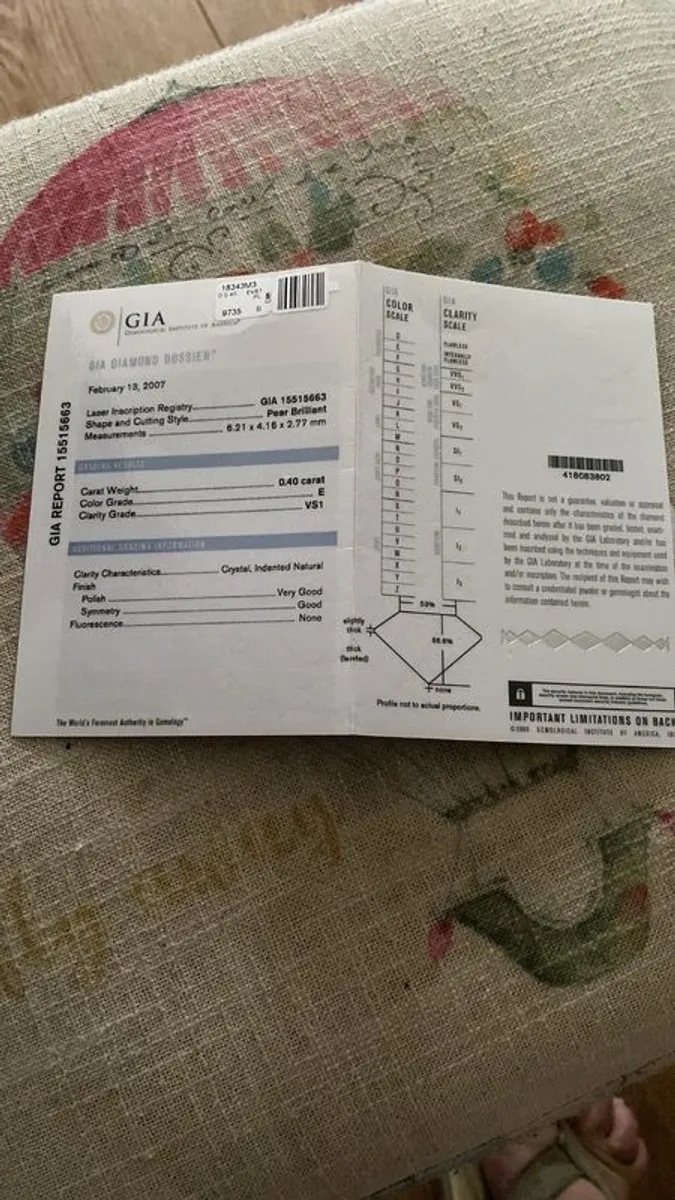 18343M3
9735
GIA
GEMOLOGICAL INSTITUTE OF AMERICA®
GIA DIAMOND DOSSIER®
February 13, 2007
Laser Inscription Registry GIA 15515663
Shape and Cutting Style Pear Brilliant
Measurements 6.21 x 4.16 x 2.77 mm
GRADING RESULTS
Carat Weight 0.40 carat
Color Grade E
Clarity Grade VS1
ADDITIONAL GRADING INFORMATION
Clarity Characteristics Crystal, Indented Natural
Finish
Polish Very Good
Symmetry Good
Fluorescence None
The World's Foremost Authority in Gemology™
GIA REPORT 15515663
GIA
COLOR
SCALE
D
E
F
G
H
I
J
K
L
M
N
O
P
Q
R
S
T
U
V
W
X
Y
Z
GIA
CLARITY
SCALE
FLAWLESS
INTERNALLY
FLAWLESS
VVS1
VVS2
VS1
VS2
SI1
SI2
I1
I2
I3
53%
slightly
thick
-
thick
(faceted)
66.6%
none
Profile not to actual proportions.
418083802
This Report is not a guarantee, valuation or appraisal
and contains only the characteristics of the diamond
described herein after it has been graded, tested, exam-
ined and analyzed by the GIA Laboratory and/or has
been inscribed using the techniques and equipment used
by the GIA Laboratory at the time of the examination
and/or inscription. The recipient of this Report may wish
to consult a credentialed jeweler or gemologist about the
information contained herein.
IMPORTANT LIMITATIONS ON BACK
GEMOLOGICAL INSTITUTE OF AMERICA,